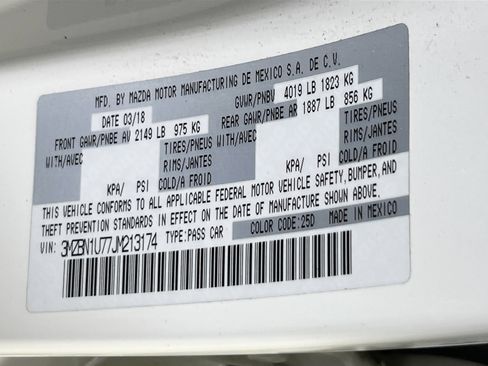 MFD. BY MAZDA MOTOR MANUFACTURING DE MEXICO S.A. DE C.V.
DATE 03/18 GVWR/PNBV 4019 LB 1823 KG
FRONT GAWR/PNBE AV 2149 LB 975 KG REAR GAWR/PNBE AR 1887 LB 856 KG
WITH/AVEC TIRES/PNEUS WITH/AVEC TIRES/PNEUS
RIMS/JANTES RIMS/JANTES
KPA/ PSI COLD/A FROID KPA/ PSI COLD/A FROID
THIS VEHICLE CONFORMS TO ALL APPLICABLE FEDERAL MOTOR VEHICLE SAFETY, BUMPER, AND
THEFT PREVENTION STANDARDS IN EFFECT ON THE DATE OF MANUFACTURE SHOWN ABOVE.
VIN: 3MZBN1U77JM213174 TYPE:PASS CAR COLOR CODE:25D MADE IN MEXICO